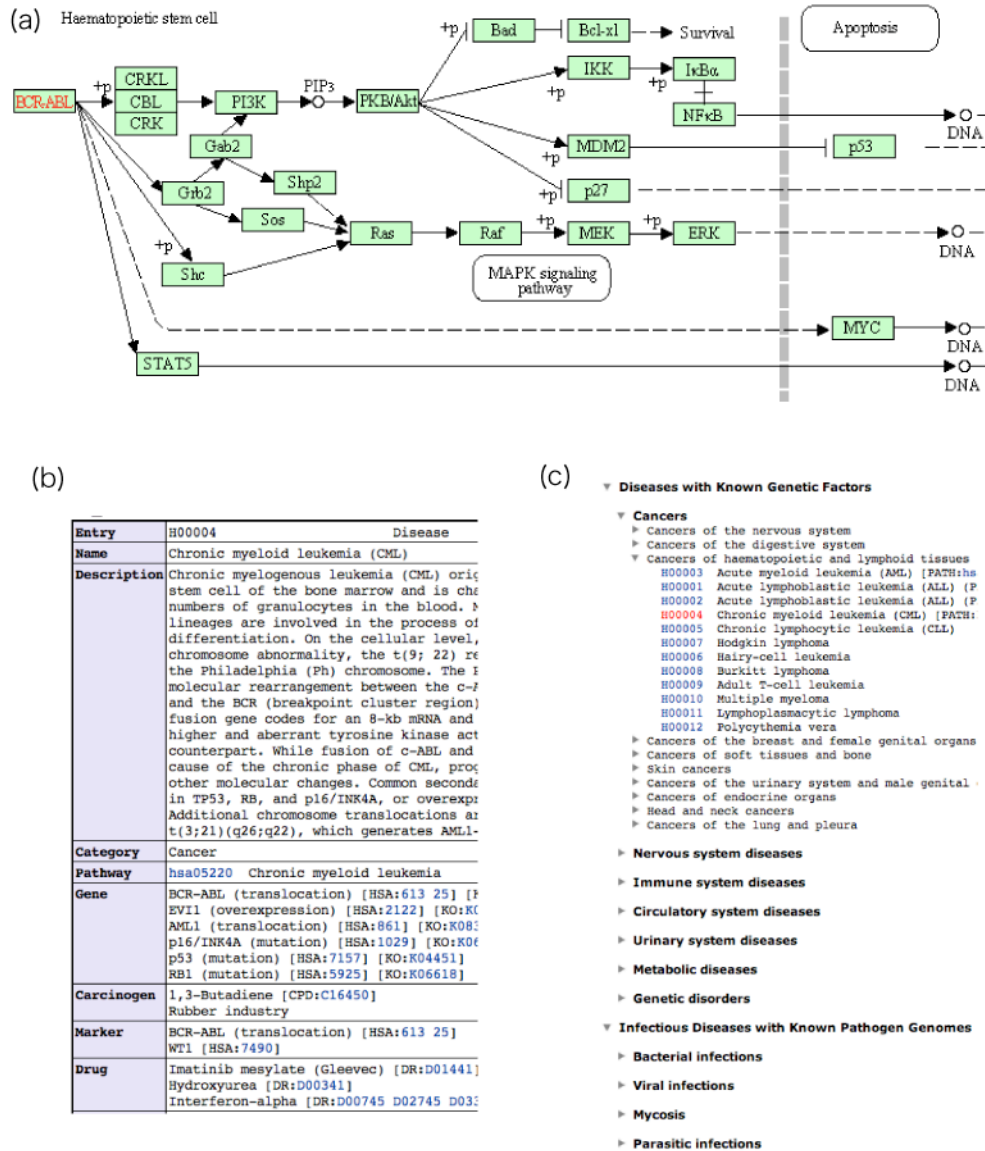 (a) Haematopoietic stem cell
Apoptosis
+p Bad Bcl-xl Survival
IKK IκBα
+p +p
CRKL
+p CBL
CRK
BCR-ABL PI3K PIP3 PKB/Akt
NFκB
DNA
Gab2
MDM2 p53
+p
Shp2
Grb2
+p p27
Sos
Ras Raf +p MEK +p ERK
DNA
+p
Shc
MAPK signaling
pathway
MYC
DNA
STAT5
DNA
(b)
Entry H00004 Disease
Name Chronic myeloid leukemia (CML)
Description Chronic myelogenous leukemia (CML) orig
stem cell of the bone marrow and is cha
numbers of granulocytes in the blood. M
lineages are involved in the process of
differentiation. On the cellular level,
chromosome abnormality, the t(9; 22) re
the Philadelphia (Ph) chromosome. The P
molecular rearrangement between the c-A
and the BCR (breakpoint cluster region)
fusion gene codes for an 8-kb mRNA and
higher and aberrant tyrosine kinase act
counterpart. While fusion of c-ABL and
cause of the chronic phase of CML, prog
other molecular changes. Common seconda
in TP53, RB, and p16/INK4A, or overexpr
Additional chromosome translocations ar
t(3;21)(q26;q22), which generates AML1-
Category Cancer
Pathway hsa05220 Chronic myeloid leukemia
Gene BCR-ABL (translocation) [HSA:613 25] [K
EVI1 (overexpression) [HSA:2122] [KO:K0
AML1 (translocation) [HSA:861] [KO:K083
p16/INK4A (mutation) [HSA:1029] [KO:K06
p53 (mutation) [HSA:7157] [KO:K04451]
RB1 (mutation) [HSA:5925] [KO:K06618]
Carcinogen 1,3-Butadiene [CPD:C16450]
Rubber industry
Marker BCR-ABL (translocation) [HSA:613 25]
WT1 [HSA:7490]
Drug Imatinib mesylate (Gleevec) [DR:D01441]
Hydroxyurea [DR:D00341]
Interferon-alpha [DR:D00745 D02745 D033
(c)
Diseases with Known Genetic Factors
Cancers
Cancers of the nervous system
Cancers of the digestive system
Cancers of haematopoietic and lymphoid tissues
H00003 Acute myeloid leukemia (AML) [PATH:hs
H00001 Acute lymphoblastic leukemia (ALL) (P
H00002 Acute lymphoblastic leukemia (ALL) (P
H00004 Chronic myeloid leukemia (CML) [PATH:
H00005 Chronic lymphocytic leukemia (CLL)
H00007 Hodgkin lymphoma
H00006 Hairy-cell leukemia
H00008 Burkitt lymphoma
H00009 Adult T-cell leukemia
H00010 Multiple myeloma
H00011 Lymphoplasmacytic lymphoma
H00012 Polycythemia vera
Cancers of the breast and female genital organs
Cancers of soft tissues and bone
Skin cancers
Cancers of the urinary system and male genital
Cancers of endocrine organs
Head and neck cancers
Cancers of the lung and pleura
Nervous system diseases
Immune system diseases
Circulatory system diseases
Urinary system diseases
Metabolic diseases
Genetic disorders
Infectious Diseases with Known Pathogen Genomes
Bacterial infections
Viral infections
Mycosis
Parasitic infections